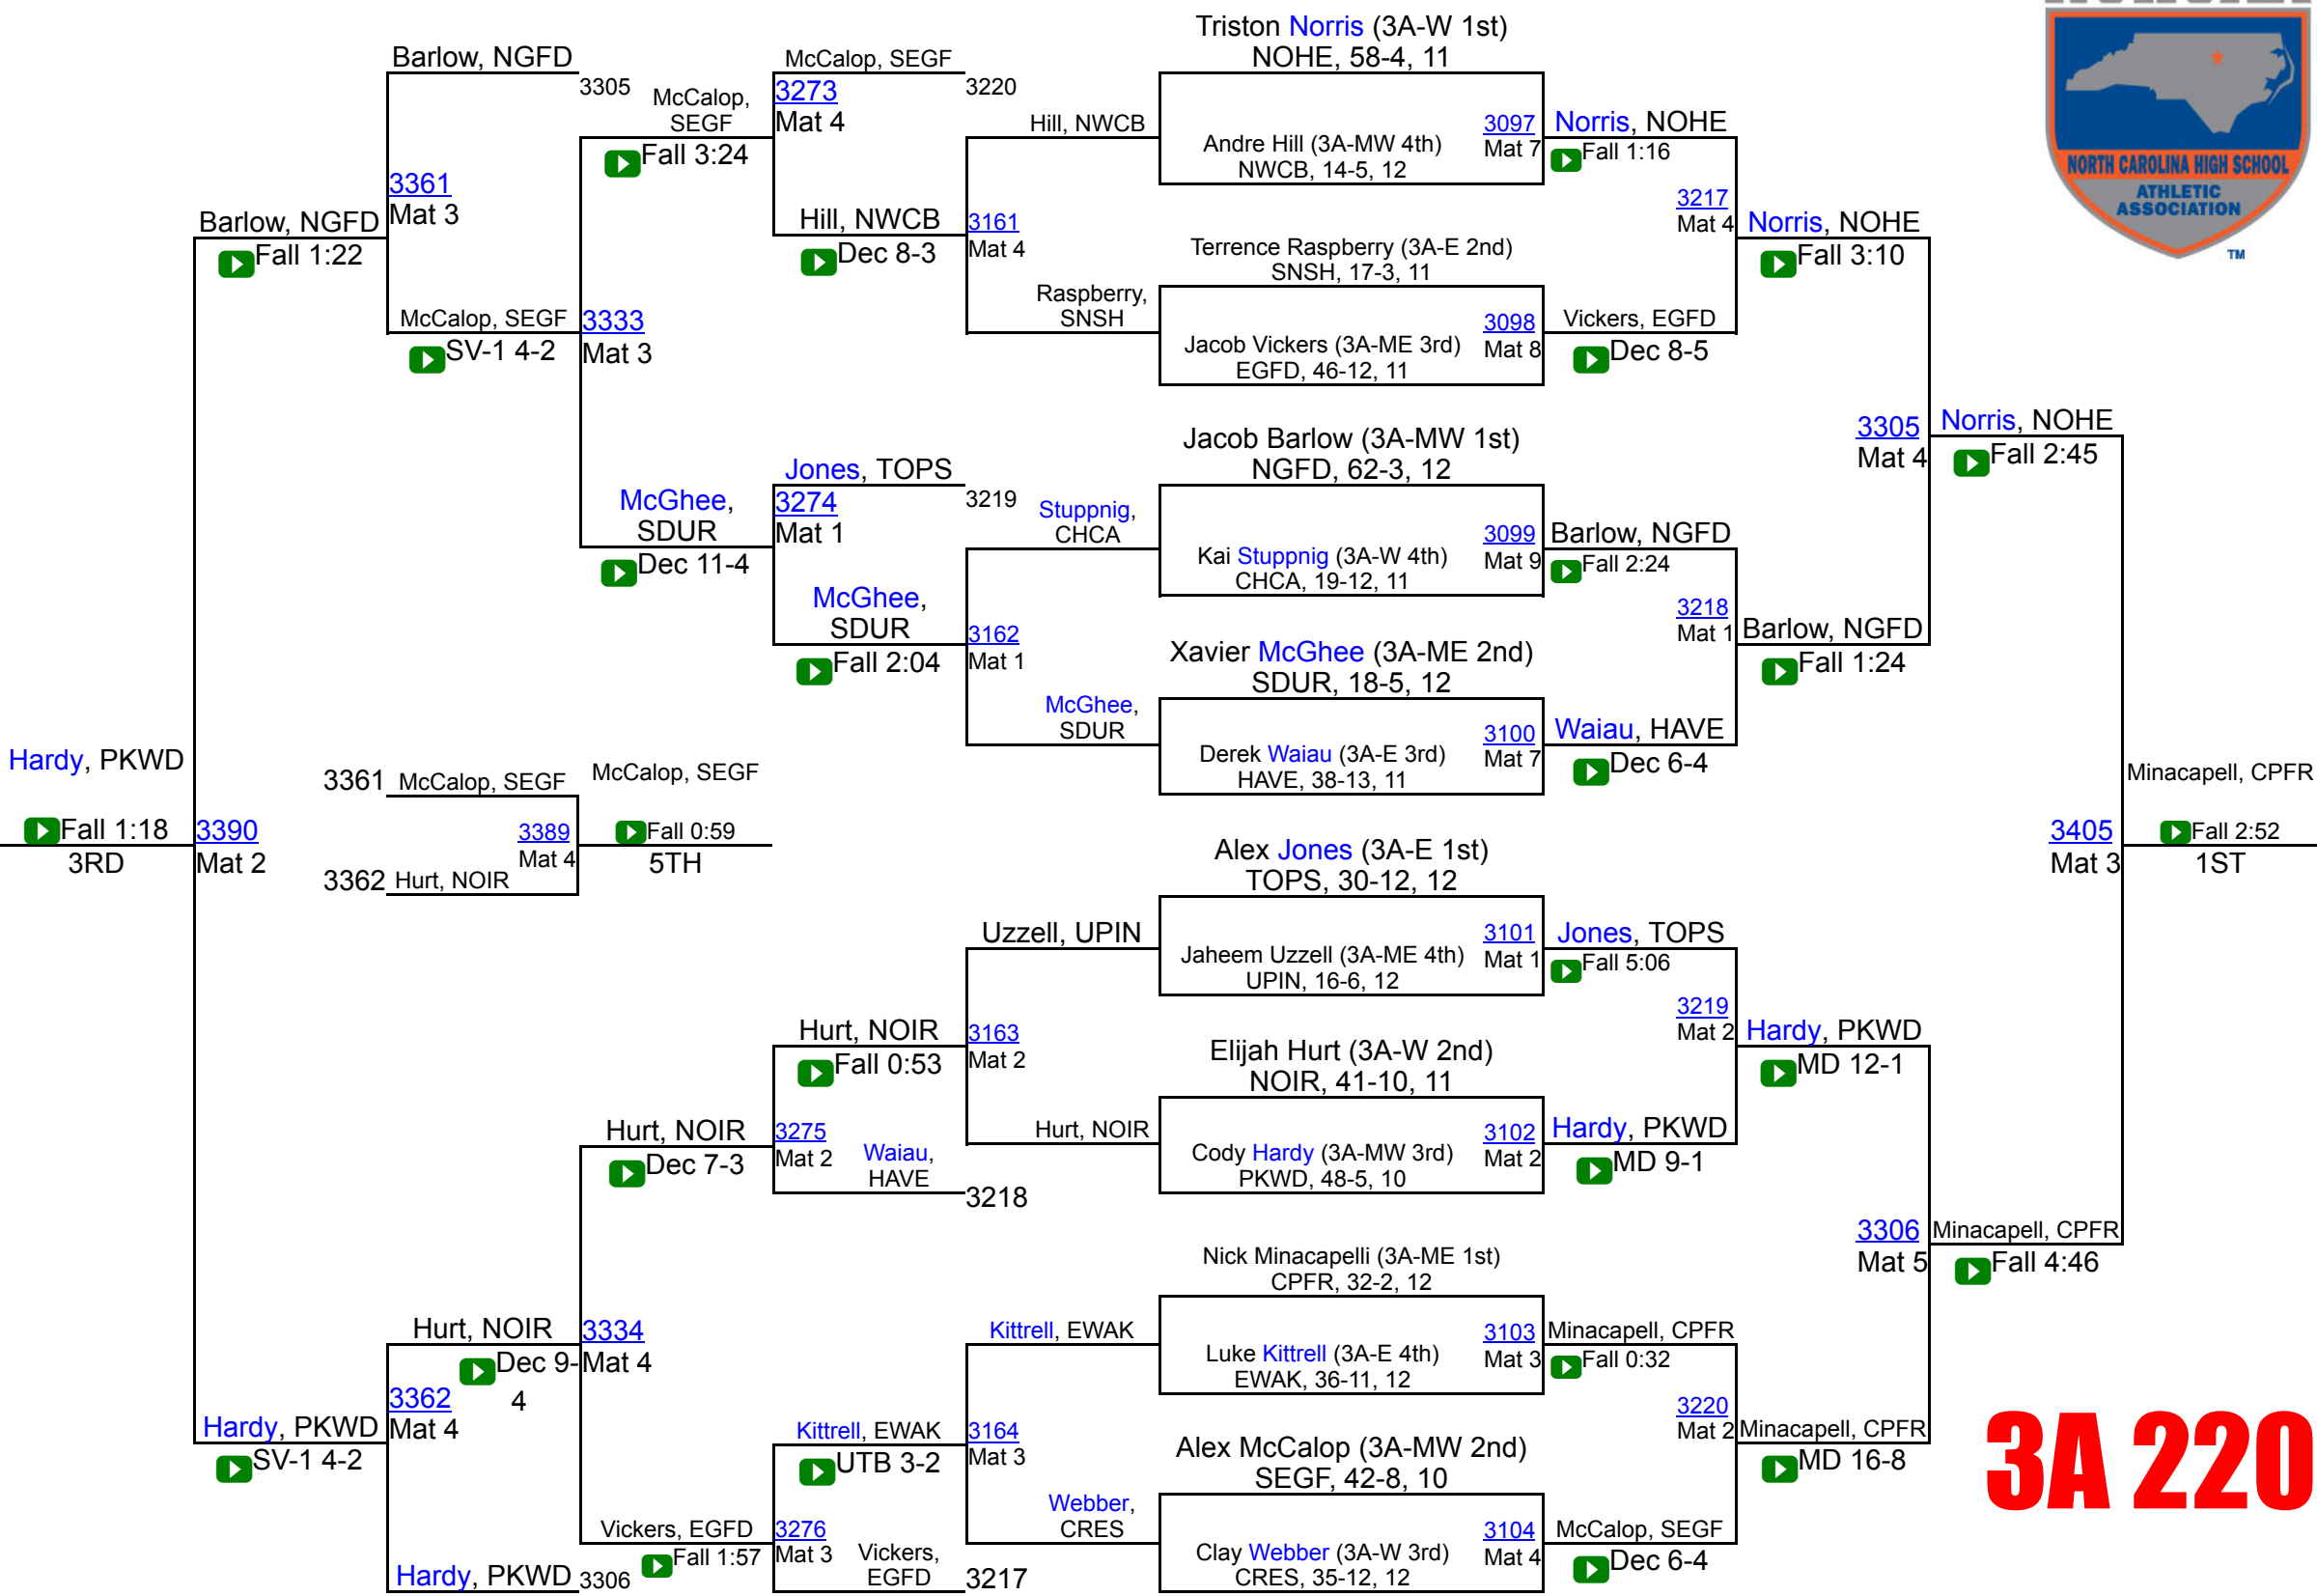 Barlow, NGFD
3305
3361
Mat 3
Barlow, NGFD
Fall 1:22
McCalop, SEGF
SV-1 4-2
McCalop,
SEGF
Fall 3:24
3333
Mat 3
McCalop, SEGF
3220
3273
Mat 4
Hill, NWCB
Dec 8-3
McGhee,
SDUR
Dec 11-4
Jones, TOPS
3219
3274
Mat 1
McGhee,
SDUR
Fall 2:04
Hill, NWCB
3161
Mat 4
Raspberry,
SNSH
Stuppnig,
CHCA
3162
Mat 1
McGhee,
SDUR
Hardy, PKWD
Fall 1:18
3RD
3390
Mat 2
3361 McCalop, SEGF
3362 Hurt, NOIR
3389
Mat 4
McCalop, SEGF
Fall 0:59
5TH
Uzzell, UPIN
3163
Mat 2
Hurt, NOIR
Hurt, NOIR
Fall 0:53
3275
Mat 2
Waiau,
HAVE
3218
Hurt, NOIR
Dec 7-3
Hurt, NOIR
Dec 9-
4
3334
Mat 4
3362
Mat 4
Hardy, PKWD
SV-1 4-2
Hardy, PKWD
3306
Vickers, EGFD
Fall 1:57
3276
Mat 3
Kittrell, EWAK
UTB 3-2
Vickers,
EGFD
3217
Kittrell, EWAK
3164
Mat 3
Webber,
CRES
Triston Norris (3A-W 1st)
NOHE, 58-4, 11
Andre Hill (3A-MW 4th)
NWCB, 14-5, 12
3097
Mat 7
Norris, NOHE
Fall 1:16
Terrence Raspberry (3A-E 2nd)
SNSH, 17-3, 11
Jacob Vickers (3A-ME 3rd)
EGFD, 46-12, 11
3098
Mat 8
Vickers, EGFD
Dec 8-5
3217
Mat 4
Norris, NOHE
Fall 3:10
Jacob Barlow (3A-MW 1st)
NGFD, 62-3, 12
Kai Stuppnig (3A-W 4th)
CHCA, 19-12, 11
3099
Mat 9
Barlow, NGFD
Fall 2:24
Xavier McGhee (3A-ME 2nd)
SDUR, 18-5, 12
Derek Waiau (3A-E 3rd)
HAVE, 38-13, 11
3100
Mat 7
Waiau, HAVE
Dec 6-4
3218
Mat 1
Barlow, NGFD
Fall 1:24
3305
Mat 4
Norris, NOHE
Fall 2:45
Alex Jones (3A-E 1st)
TOPS, 30-12, 12
Jaheem Uzzell (3A-ME 4th)
UPIN, 16-6, 12
3101
Mat 1
Jones, TOPS
Fall 5:06
Elijah Hurt (3A-W 2nd)
NOIR, 41-10, 11
Cody Hardy (3A-MW 3rd)
PKWD, 48-5, 10
3102
Mat 2
Hardy, PKWD
MD 9-1
3219
Mat 2
Hardy, PKWD
MD 12-1
Nick Minacapelli (3A-ME 1st)
CPFR, 32-2, 12
Luke Kittrell (3A-E 4th)
EWAK, 36-11, 12
3103
Mat 3
Minacapell, CPFR
Fall 0:32
Alex McCalop (3A-MW 2nd)
SEGF, 42-8, 10
Clay Webber (3A-W 3rd)
CRES, 35-12, 12
3104
Mat 4
McCalop, SEGF
Dec 6-4
3220
Mat 2
Minacapell, CPFR
MD 16-8
3306
Mat 5
Minacapell, CPFR
Fall 4:46
3405
Mat 3
Minacapell, CPFR
Fall 2:52
1ST
NORTH CAROLINA HIGH SCHOOL
ATHLETIC
ASSOCIATION
TM
3A 220